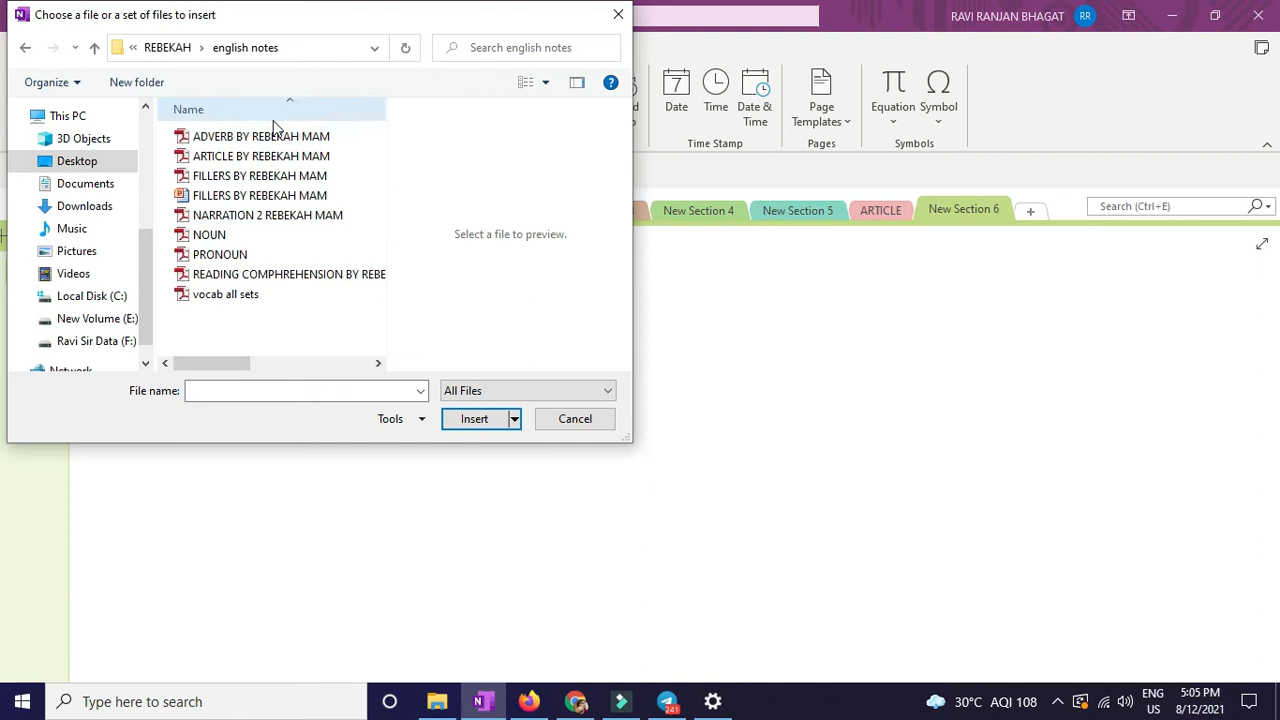 Choose a file or a set of files to insert
RAVI RANJAN BHAGAT RR
« REBEKAH › english notes
Search english notes
Organize
New folder
This PC
3D Objects
Desktop
Documents
Downloads
Music
Pictures
Videos
Local Disk (C:)
New Volume (E:)
Ravi Sir Data (F:)
Name
ADVERB BY REBEKAH MAM
ARTICLE BY REBEKAH MAM
FILLERS BY REBEKAH MAM
FILLERS BY REBEKAH MAM
NARRATION 2 REBEKAH MAM
NOUN
PRONOUN
READING COMPHREHENSION BY REBE
vocab all sets
Select a file to preview.
File name:
All Files
Tools
Insert
Cancel
Date
Time
Date &
Time
Page
Templates
Equation
Symbol
Time Stamp
Pages
Symbols
New Section 4
New Section 5
ARTICLE
New Section 6
Search (Ctrl+E)
Type here to search
241
30°C AQI 108
ENG
US
5:05 PM
8/12/2021